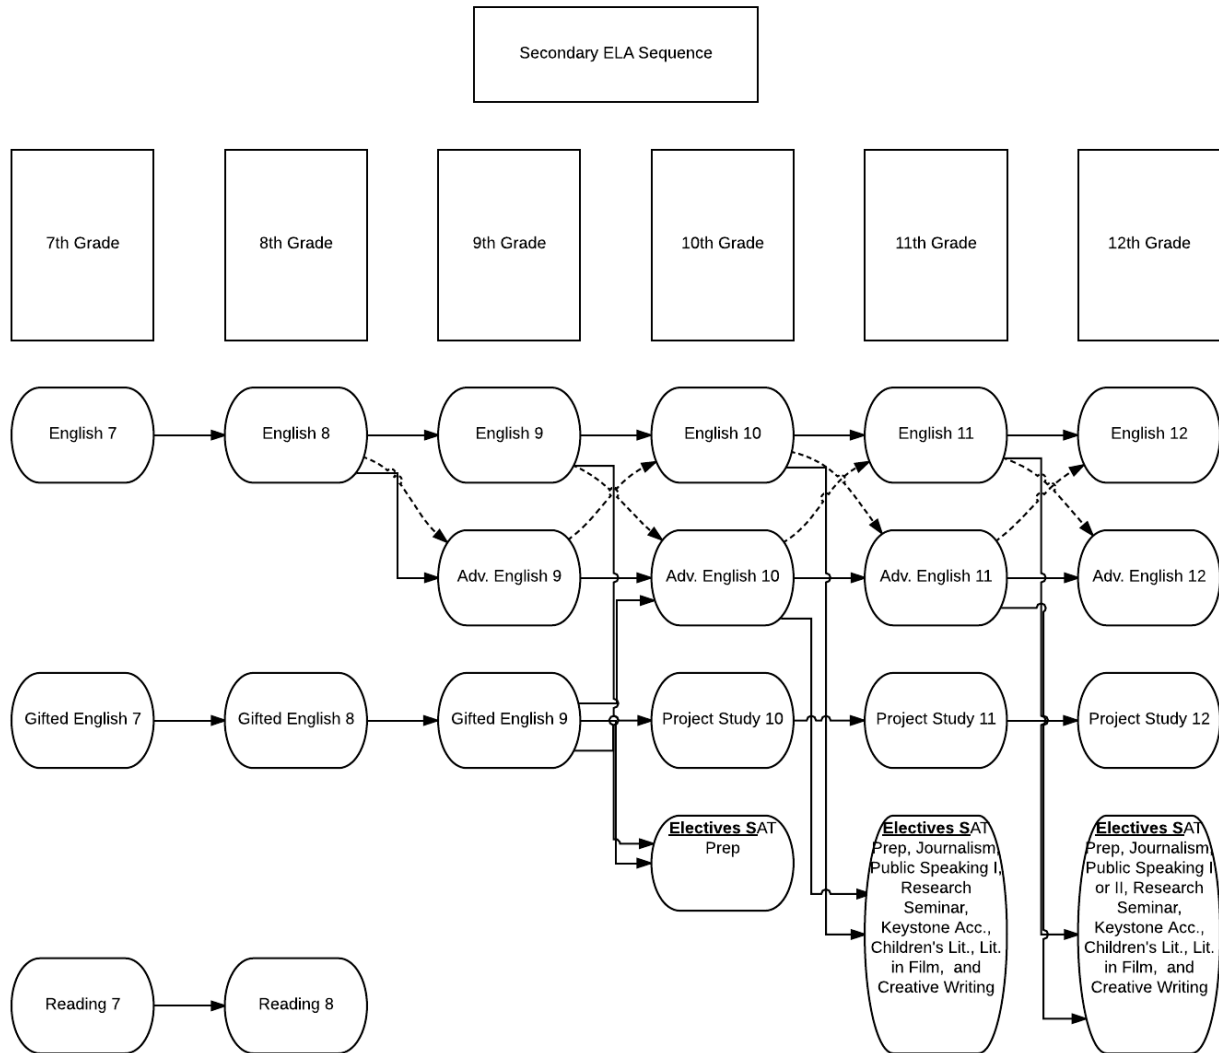 Secondary ELA Sequence
7th Grade
8th Grade
9th Grade
10th Grade
11th Grade
12th Grade
English 7
English 8
English 9
English 10
English 11
English 12
Adv. English 9
Adv. English 10
Adv. English 11
Adv. English 12
Gifted English 7
Gifted English 8
Gifted English 9
Project Study 10
Project Study 11
Project Study 12
Electives SAT
Prep
Electives SAT
Prep, Journalism,
Public Speaking I,
Research
Seminar,
Keystone Acc.,
Children's Lit., Lit.
in Film, and
Creative Writing
Electives SAT
Prep, Journalism,
Public Speaking I
or II, Research
Seminar,
Keystone Acc.,
Children's Lit., Lit.
in Film, and
Creative Writing
Reading 7
Reading 8